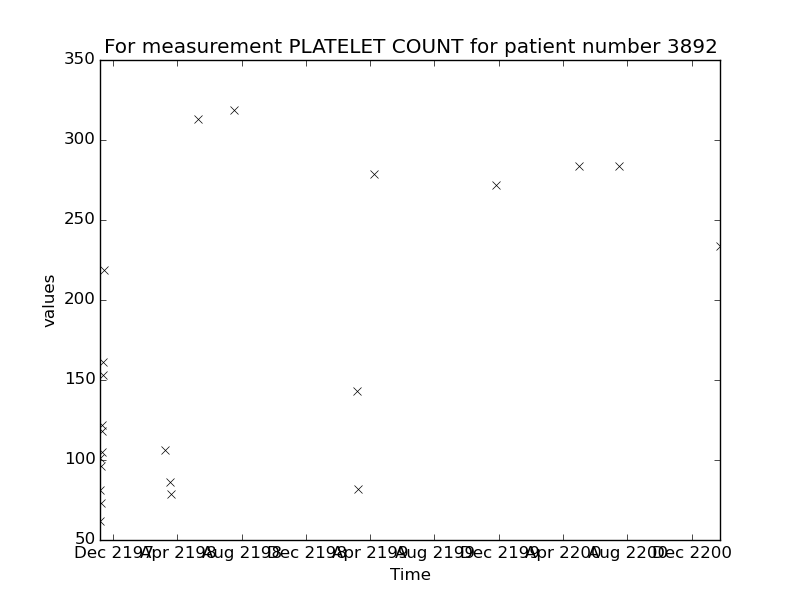 For measurement PLATELET COUNT for patient number 3892
350
300
250
200
150
100
50
values
Dec 2197 Apr 2198 Aug 2198 Dec 2198 Apr 2199 Aug 2199 Dec 2199 Apr 2200 Aug 2200 Dec 2200
Time